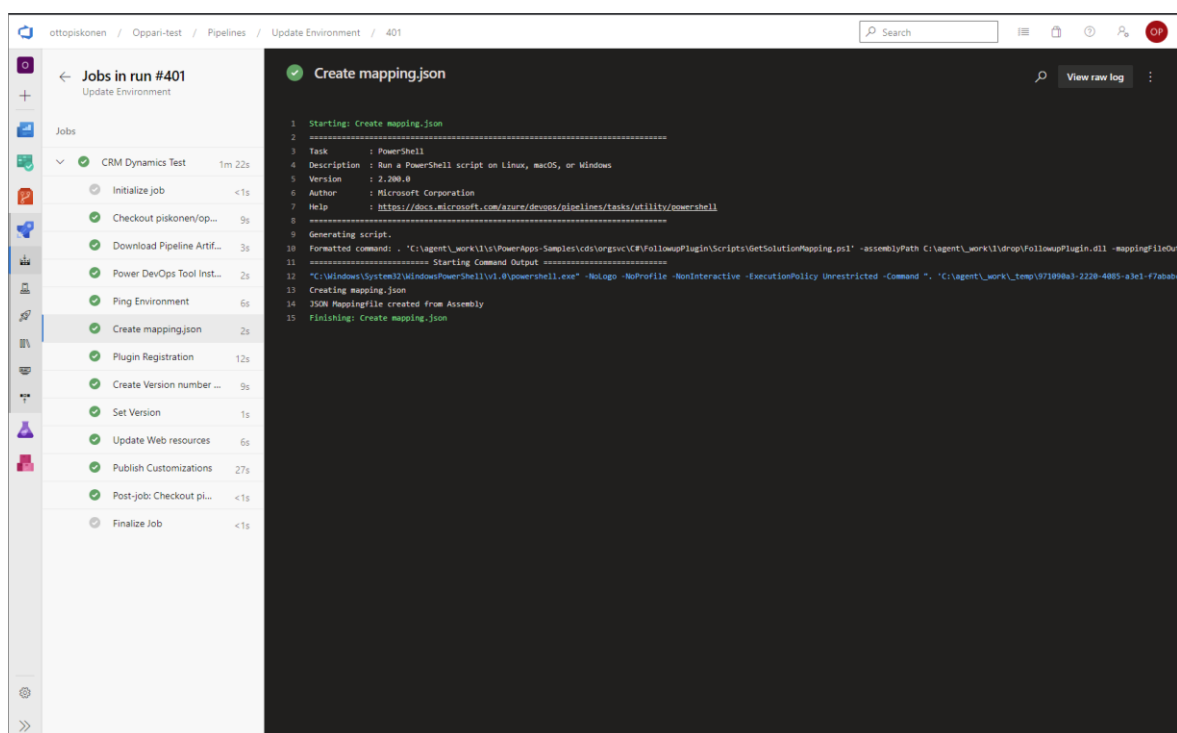 ottopiskonen / Oppari-test / Pipelines / Update Environment / 401
Search
OP
O
Jobs in run #401
Update Environment
Jobs
CRM Dynamics Test 1m 22s
Initialize job <1s
Checkout piskonen/op... 9s
Download Pipeline Artif... 3s
Power DevOps Tool Inst... 2s
Ping Environment 6s
Create mapping.json 2s
Plugin Registration 12s
Create Version number ... 9s
Set Version 1s
Update Web resources 6s
Publish Customizations 27s
Post-job: Checkout pi... <1s
Finalize Job <1s
Create mapping.json
View raw log
1 Starting: Create mapping.json
2 ==============================================================================
3 Task : PowerShell
4 Description : Run a PowerShell script on Linux, macOS, or Windows
5 Version : 2.200.0
6 Author : Microsoft Corporation
7 Help : https://docs.microsoft.com/azure/devops/pipelines/tasks/utility/powershell
8 ==============================================================================
9 Generating script.
10 Formatted command: . 'C:\agent\_work\1\s\PowerApps-Samples\cds\orgsvc\C#\FollowupPlugin\Scripts\GetSolutionMapping.ps1' -assemblyPath C:\agent\_work\1\drop\FollowupPlugin.dll -mappingFileOu
11 ========================== Starting Command Output ===========================
12 "C:\Windows\System32\WindowsPowerShell\v1.0\powershell.exe" -NoLogo -NoProfile -NonInteractive -ExecutionPolicy Unrestricted -Command ". 'C:\agent\_work\_temp\971090a3-2220-4085-a3e1-f7abab
13 Creating mapping.json
14 JSON Mappingfile created from Assembly
15 Finishing: Create mapping.json